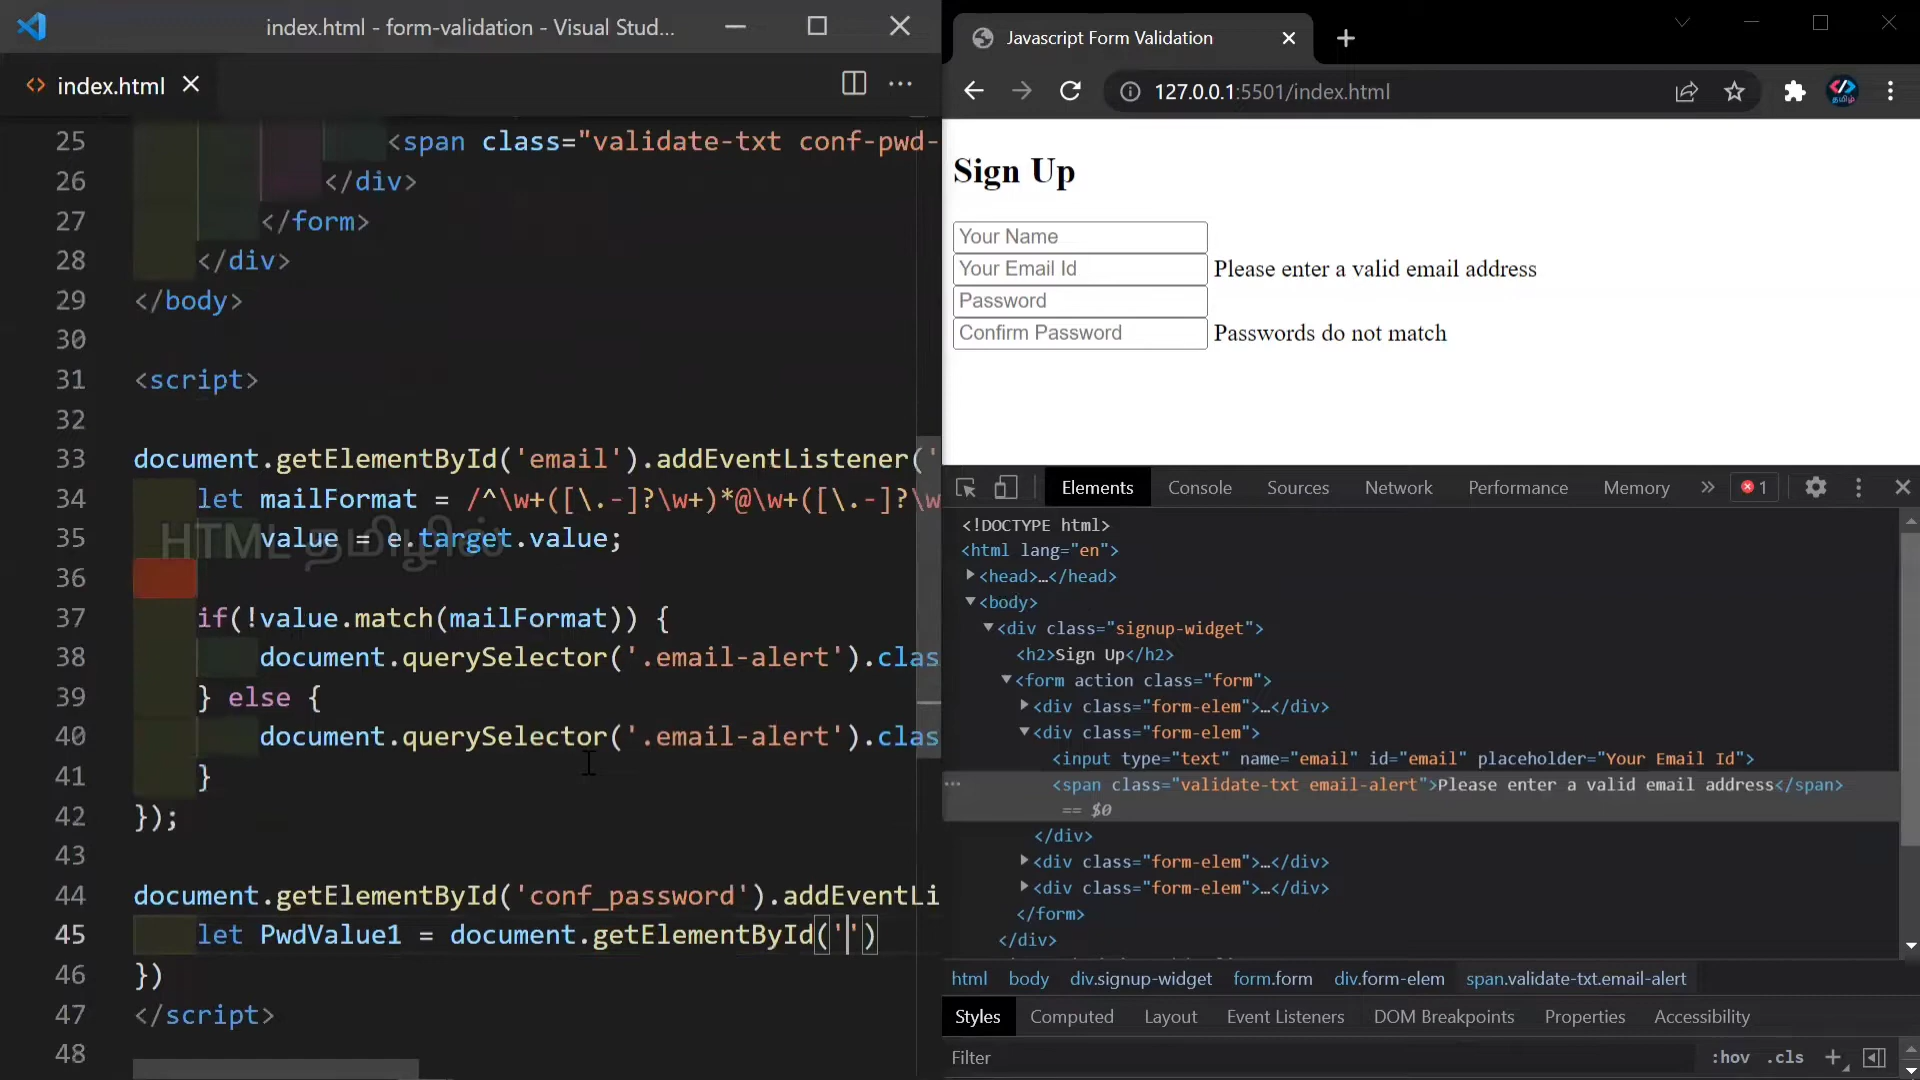 index.html - form-validation - Visual Stud...
index.html
25 <span class="validate-txt conf-pwd-
26 </div>
27 </form>
28 </div>
29 </body>
30
31 <script>
32
33 document.getElementById('email').addEventListener('
34 let mailFormat = /^\w+([\.-]?\w+)*@\w+([\.-]?\w
35 value = e.target.value;
HTML தமிழில்
36
37 if(!value.match(mailFormat)) {
38 document.querySelector('.email-alert').clas
39 } else {
40 document.querySelector('.email-alert').clas
41 }
42 });
43
44 document.getElementById('conf_password').addEventLi
45 let PwdValue1 = document.getElementById('')
46 })
47 </script>
48
Javascript Form Validation
127.0.0.1:5501/index.html
தமிழ்
Sign Up
Your Name
Your Email Id Please enter a valid email address
Password
Confirm Password Passwords do not match
Elements Console Sources Network Performance Memory » 1
<!DOCTYPE html>
<html lang="en">
<head>…</head>
<body>
<div class="signup-widget">
<h2>Sign Up</h2>
<form action class="form">
<div class="form-elem">…</div>
<div class="form-elem">
<input type="text" name="email" id="email" placeholder="Your Email Id">
<span class="validate-txt email-alert">Please enter a valid email address</span>
== $0
</div>
<div class="form-elem">…</div>
<div class="form-elem">…</div>
</form>
</div>
html body div.signup-widget form.form div.form-elem span.validate-txt.email-alert
Styles Computed Layout Event Listeners DOM Breakpoints Properties Accessibility
Filter :hov .cls +